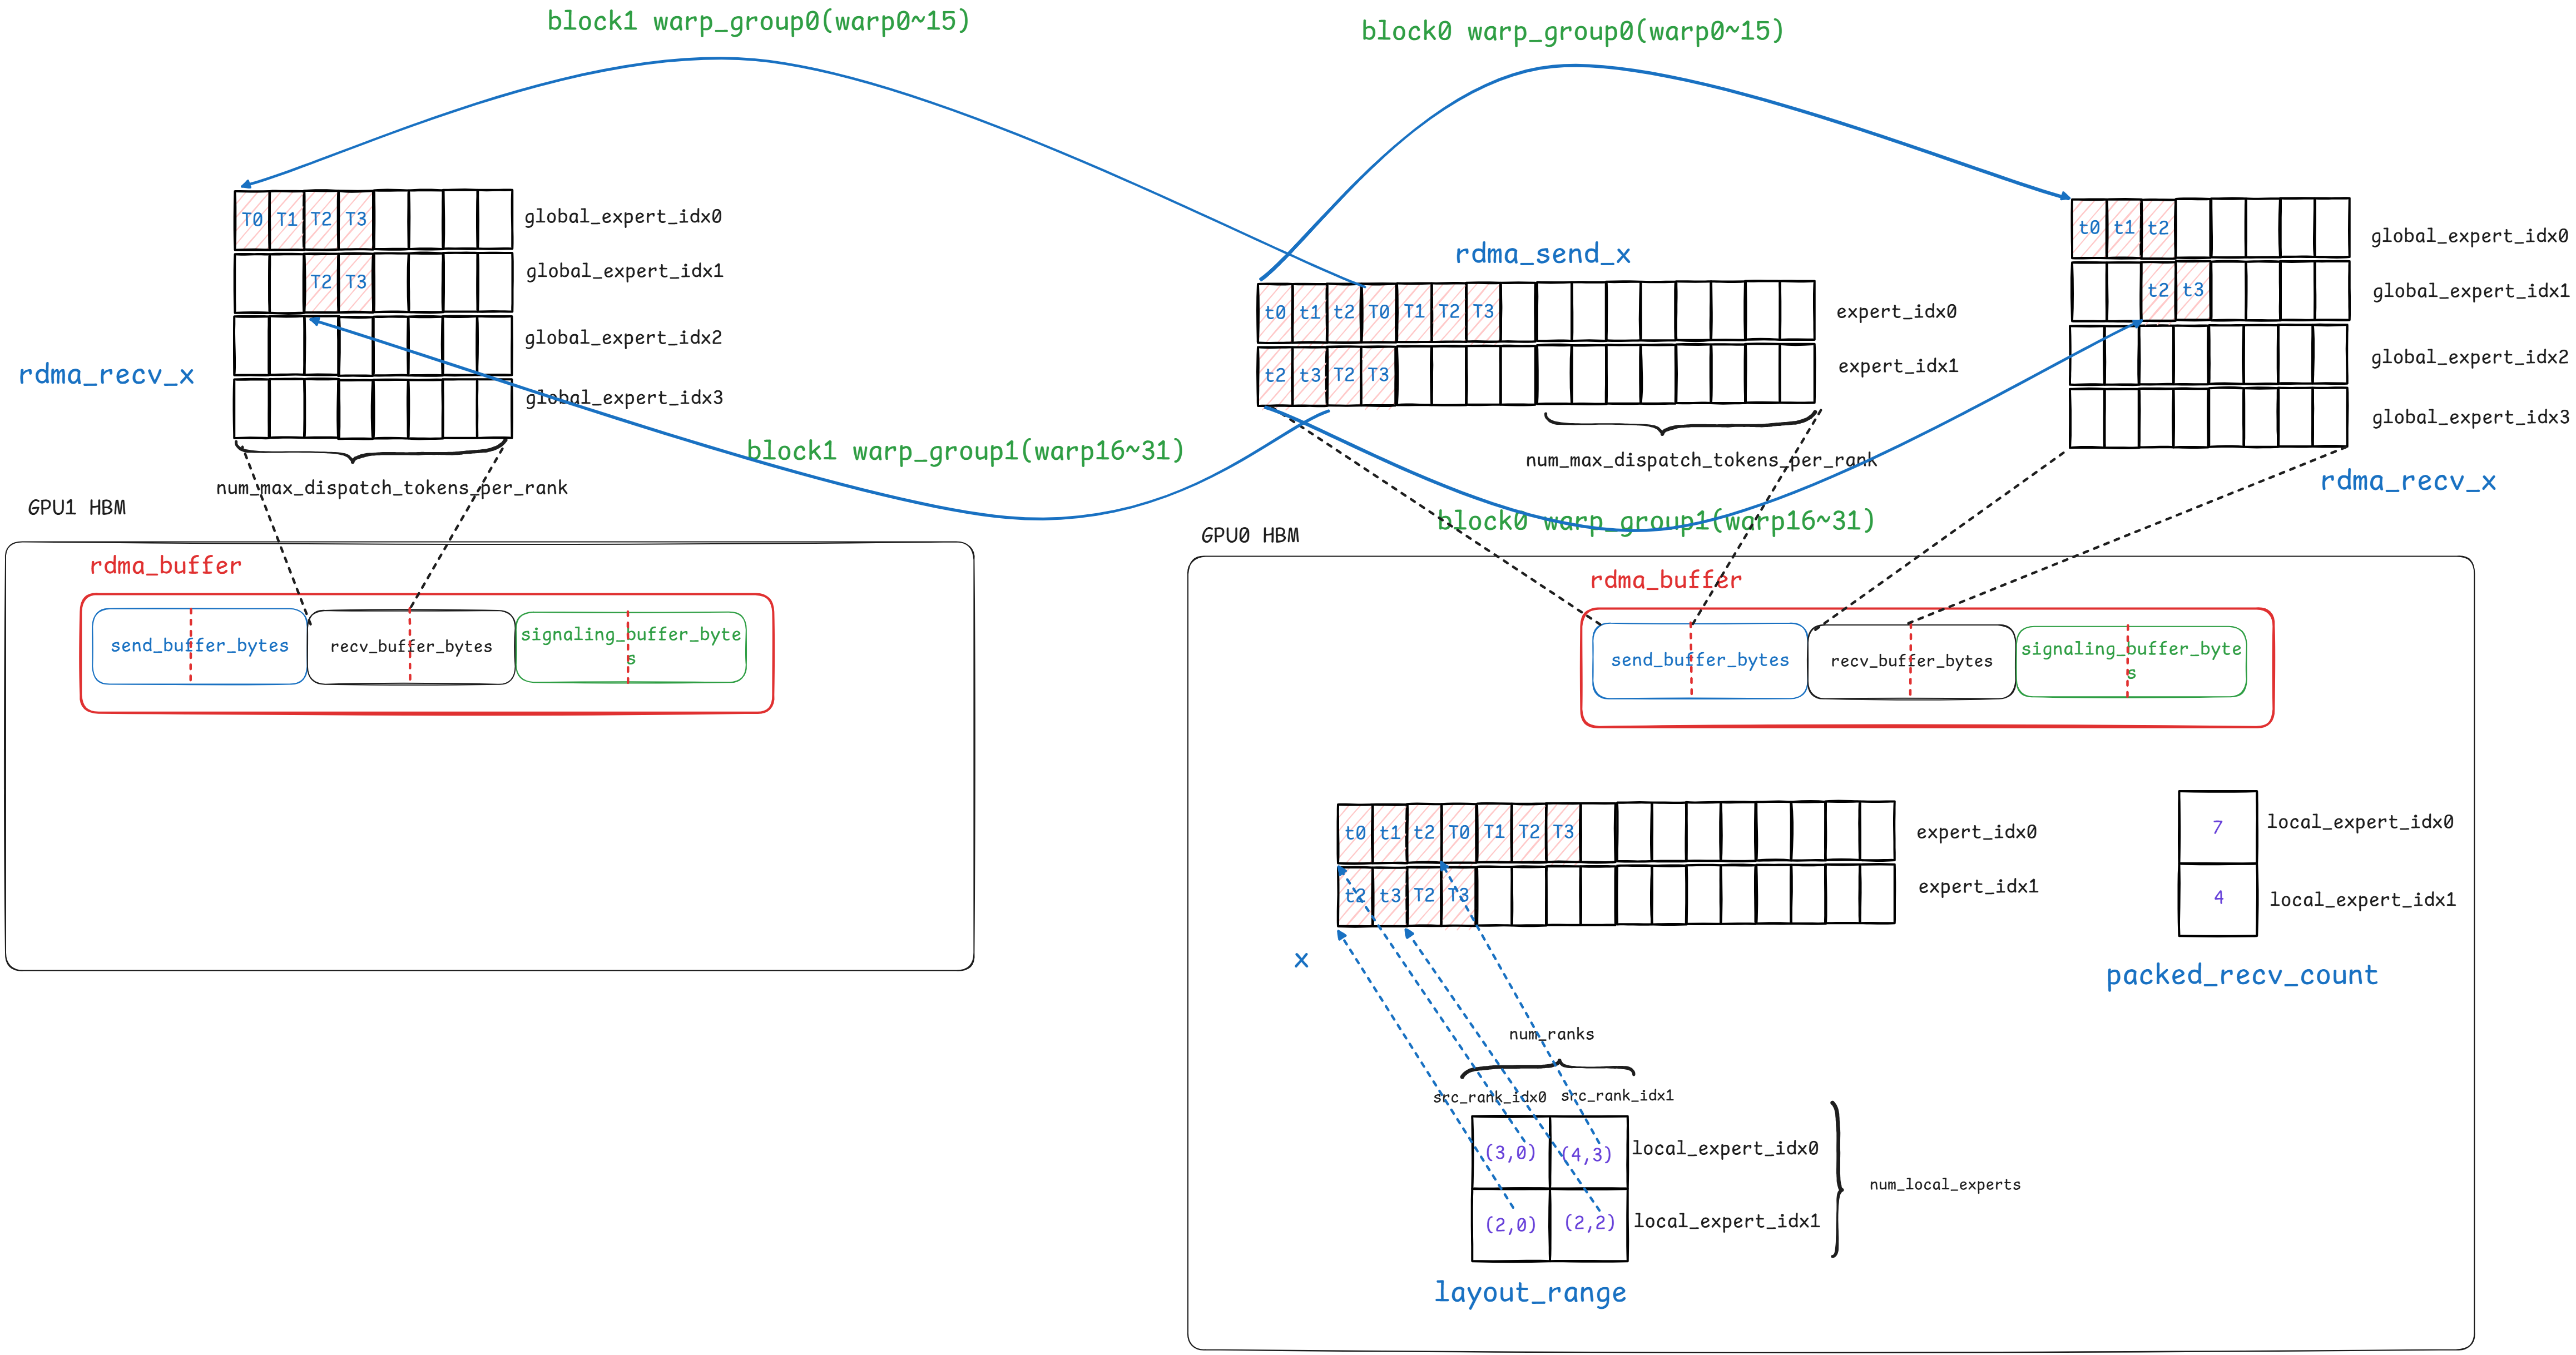 block1 warp_group0(warp0~15)
block0 warp_group0(warp0~15)
T0 T1 T2 T3
global_expert_idx0
T2 T3
global_expert_idx1
global_expert_idx2
global_expert_idx3
rdma_recv_x
num_max_dispatch_tokens_per_rank
rdma_send_x
t0 t1 t2 T0 T1 T2 T3
expert_idx0
t2 t3 T2 T3
expert_idx1
num_max_dispatch_tokens_per_rank
t0 t1 t2
global_expert_idx0
t2 t3
global_expert_idx1
global_expert_idx2
global_expert_idx3
rdma_recv_x
block1 warp_group1(warp16~31)
block0 warp_group1(warp16~31)
GPU1 HBM
rdma_buffer
send_buffer_bytes
recv_buffer_bytes
signaling_buffer_byte
s
GPU0 HBM
rdma_buffer
send_buffer_bytes
recv_buffer_bytes
signaling_buffer_byte
s
t0 t1 t2 T0 T1 T2 T3
expert_idx0
t2 t3 T2 T3
expert_idx1
x
7
local_expert_idx0
4
local_expert_idx1
packed_recv_count
num_ranks
src_rank_idx0
src_rank_idx1
(3,0) (4,3)
local_expert_idx0
(2,0) (2,2)
local_expert_idx1
num_local_experts
layout_range